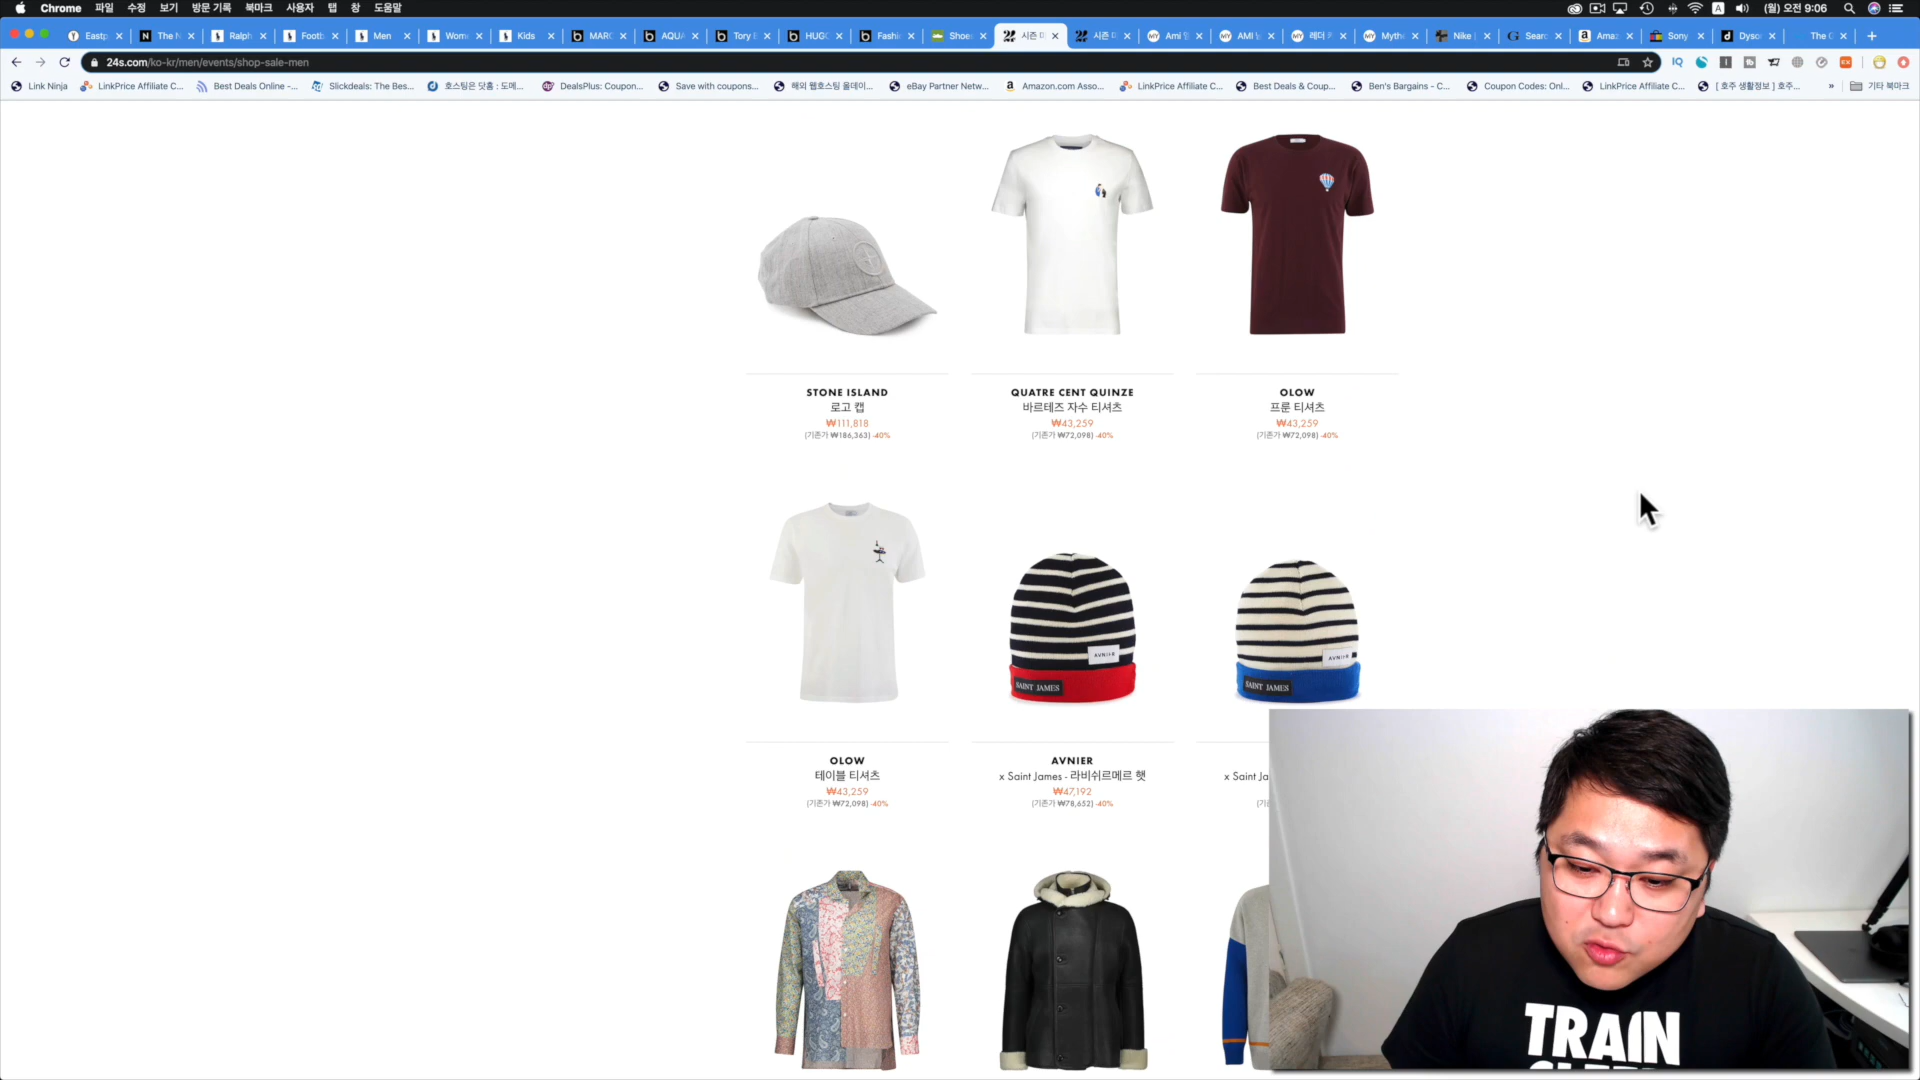 Chrome 파일 수정 보기 방문 기록 북마크 사용자 탭 창 도움말
A (월) 오전 9:06
Eastp The N Ralph Footb Men Wom Kids MARC AQUA Tory HUGO Fashi Shoe 시즌 시즌 Ami AMI 레더 Myth Nike Sear Amaz Sony Dyso The
24s.com/ko-kr/men/events/shop-sale-men
Link Ninja LinkPrice Affiliate C... Best Deals Online -... Slickdeals: The Bes... 호스팅은 닷홈 : 도메... DealsPlus: Coupon... Save with coupons... 해외 웹호스팅 올데이... eBay Partner Netw... Amazon.com Asso... LinkPrice Affiliate C... Best Deals & Coup... Ben's Bargains - C... Coupon Codes: Onl... LinkPrice Affiliate C... [ 호주 생활정보 ] 호주... » 기타 북마크
STONE ISLAND
로고 캡
₩111,818
(기존가 ₩186,363) -40%
QUATRE CENT QUINZE
바르테즈 자수 티셔츠
₩43,259
(기존가 ₩72,098) -40%
OLOW
프룬 티셔츠
₩43,259
(기존가 ₩72,098) -40%
AVNIER
SAINT JAMES
SAINT JAMES
OLOW
테이블 티셔츠
₩43,259
(기존가 ₩72,098) -40%
AVNIER
x Saint James - 라비쉬르메르 햇
₩47,192
(기존가 ₩78,652) -40%
x Saint Ja
TRAIN